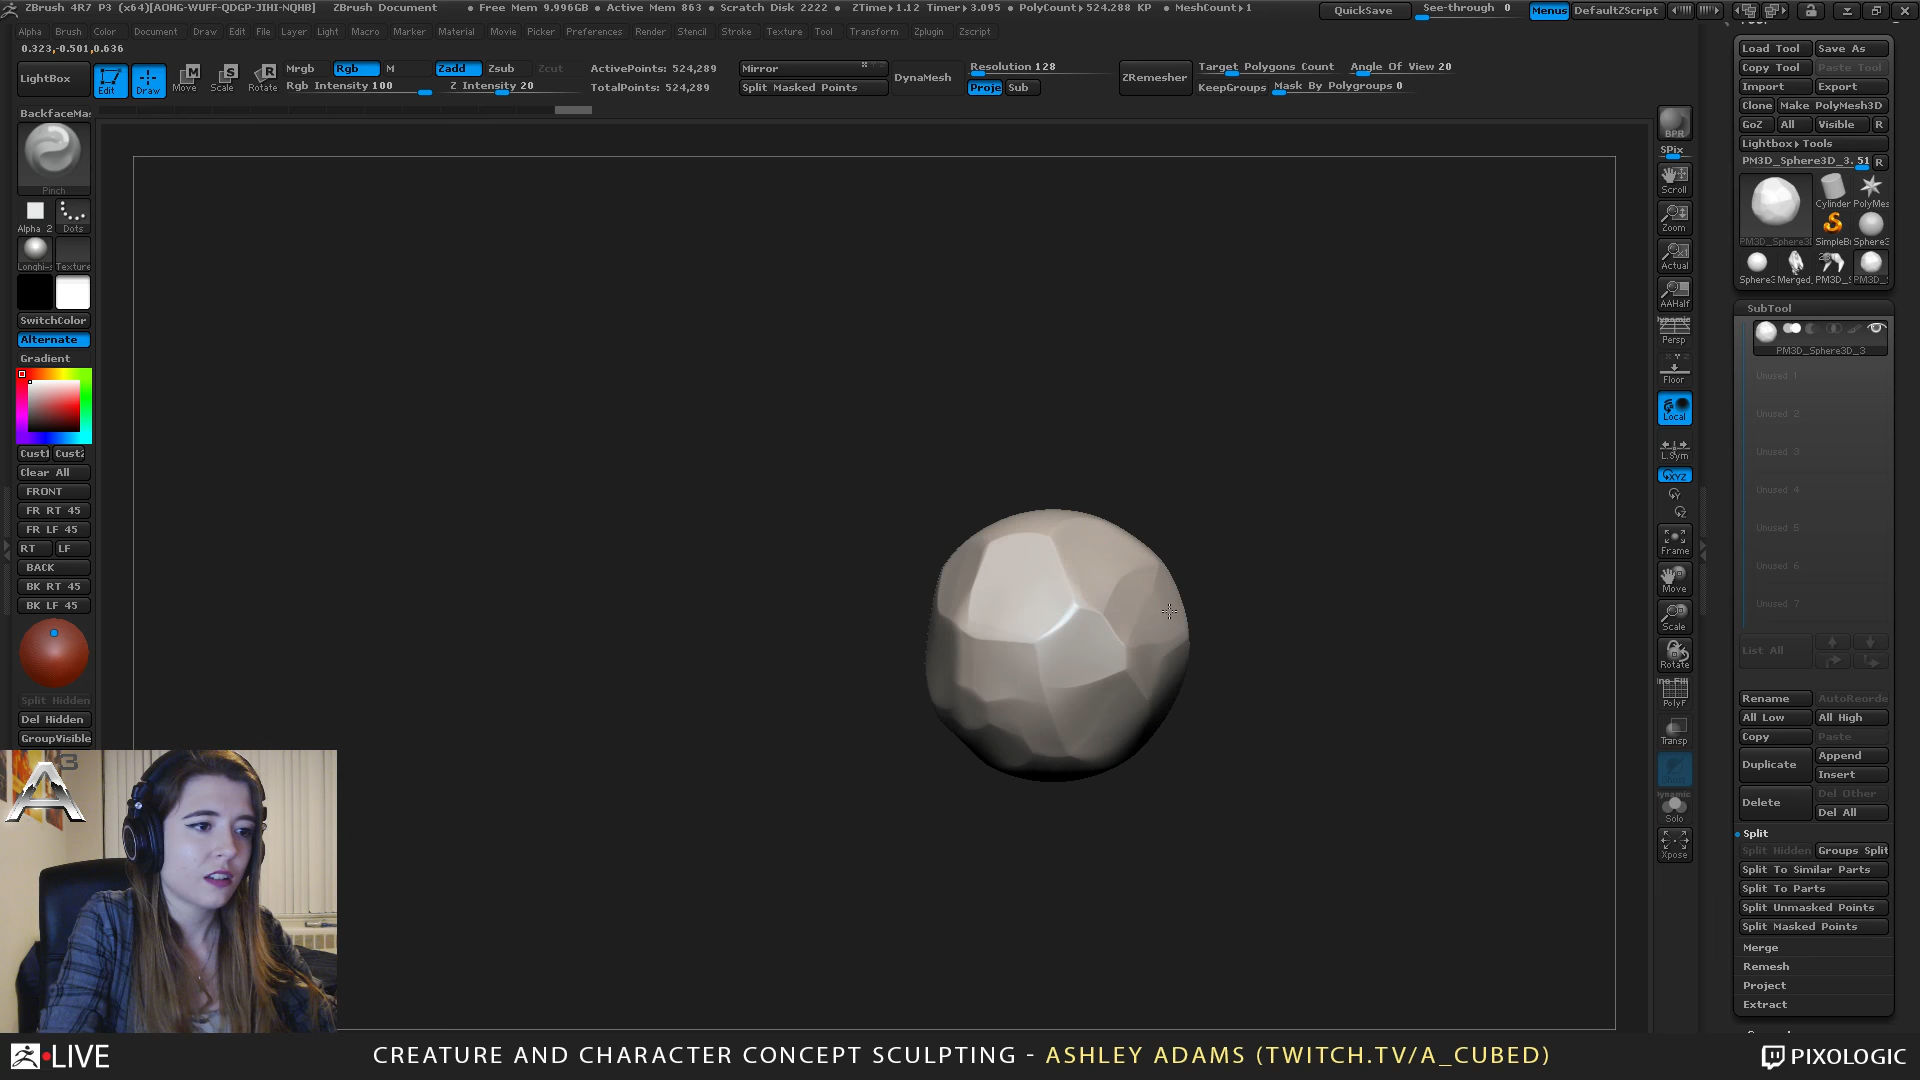 ZBrush 4R7 P3 (x64)[AOHG-WUFF-QDGP-JIHI-NQHB] ZBrush Document • Free Mem 9.996GB • Active Mem 863 • Scratch Disk 2222 • ZTime▸1.12 Timer▸3.095 • PolyCount▸524.288 KP • MeshCount▸1 QuickSave See-through 0 Menus DefaultZScript
Alpha Brush Color Document Draw Edit File Layer Light Macro Marker Material Movie Picker Preferences Render Stencil Stroke Texture Tool Transform Zplugin Zscript
0.323,-0.501,0.636
LightBox Edit Draw Move Scale Rotate
Mrgb Rgb M Zadd Zsub Zcut
Rgb Intensity 100 Z Intensity 20
ActivePoints: 524,289
TotalPoints: 524,289
Mirror
Split Masked Points
DynaMesh
Resolution 128
Proje Sub
ZRemesher
Target Polygons Count Angle Of View 20
KeepGroups Mask By Polygroups 0
BackfaceMas
Pinch
Alpha 2 Dots
Texture
SwitchColor
Alternate
Gradient
Cust1 Cust2
Clear All
FRONT
FR RT 45
FR LF 45
RT LF
BACK
BK RT 45
BK LF 45
Split Hidden
Del Hidden
GroupVisible
BPR
SPix
Scroll
Zoom
Actual
AAHalf
Dynamic
Persp
Floor
Local
L.Sym
XYZ
Frame
Move
Scale
Rotate
PolyF
Transp
Dynamic
Solo
Xpose
Load Tool Save As
Copy Tool Paste Tool
Import Export
Clone Make PolyMesh3D
GoZ All Visible R
Lightbox▸Tools
PM3D_Sphere3D_3. 51 R
PM3D_Sphere3 Cylinder PolyMes
SimpleB Sphere3
Sphere3 Merged_ PM3D_S PM3D_
SubTool
PM3D_Sphere3D_3
Unused 1
Unused 2
Unused 3
Unused 4
Unused 5
Unused 6
Unused 7
List All
Rename AutoReorde
All Low All High
Copy Paste
Duplicate Append
Insert
Delete Del Other
Del All
Split
Split Hidden Groups Split
Split To Similar Parts
Split To Parts
Split Unmasked Points
Split Masked Points
Merge
Remesh
Project
Extract
A 3
LIVE CREATURE AND CHARACTER CONCEPT SCULPTING - ASHLEY ADAMS (TWITCH.TV/A_CUBED) PIXOLOGIC